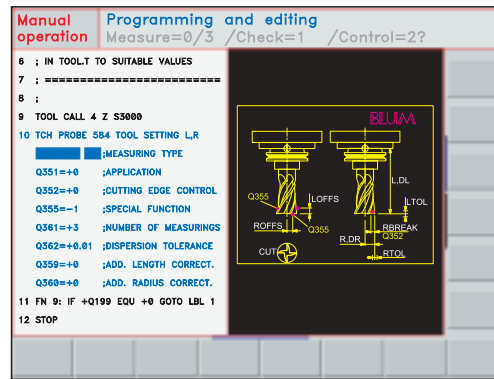 Manual
operation
Programming and editing
Measure=0/3 /Check=1 /Control=2?
6 ; IN TOOL.T TO SUITABLE VALUES
7 ; =========================
8 ;
9 TOOL CALL 4 Z S3000
10 TCH PROBE 584 TOOL SETTING L,R
;MEASURING TYPE
Q351=+0 ;APPLICATION
Q352=+0 ;CUTTING EDGE CONTROL
Q355=-1 ;SPECIAL FUNCTION
Q361=+3 ;NUMBER OF MEASURINGS
Q362=+0.01 ;DISPERSION TOLERANCE
Q359=+0 ;ADD. LENGTH CORRECT.
Q360=+0 ;ADD. RADIUS CORRECT.
11 FN 9: IF +Q199 EQU +0 GOTO LBL 1
12 STOP
BLUM
L,DL
Q355
LOFFS
LTOL
ROFFS
Q355
RBREAK
Q352
R,DR
CUT
RTOL